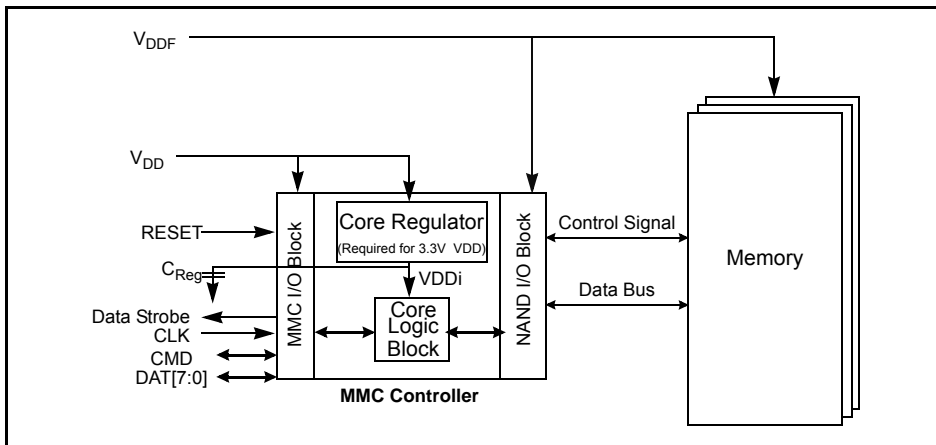 VDDF
VDD
Core Regulator
(Required for 3.3V VDD)
RESET
MMC I/O Block
NAND I/O Block
Control Signal
Memory
CReg
VDDi
Data Bus
Core
Logic
Block
Data Strobe
CLK
CMD
DAT[7:0]
MMC Controller